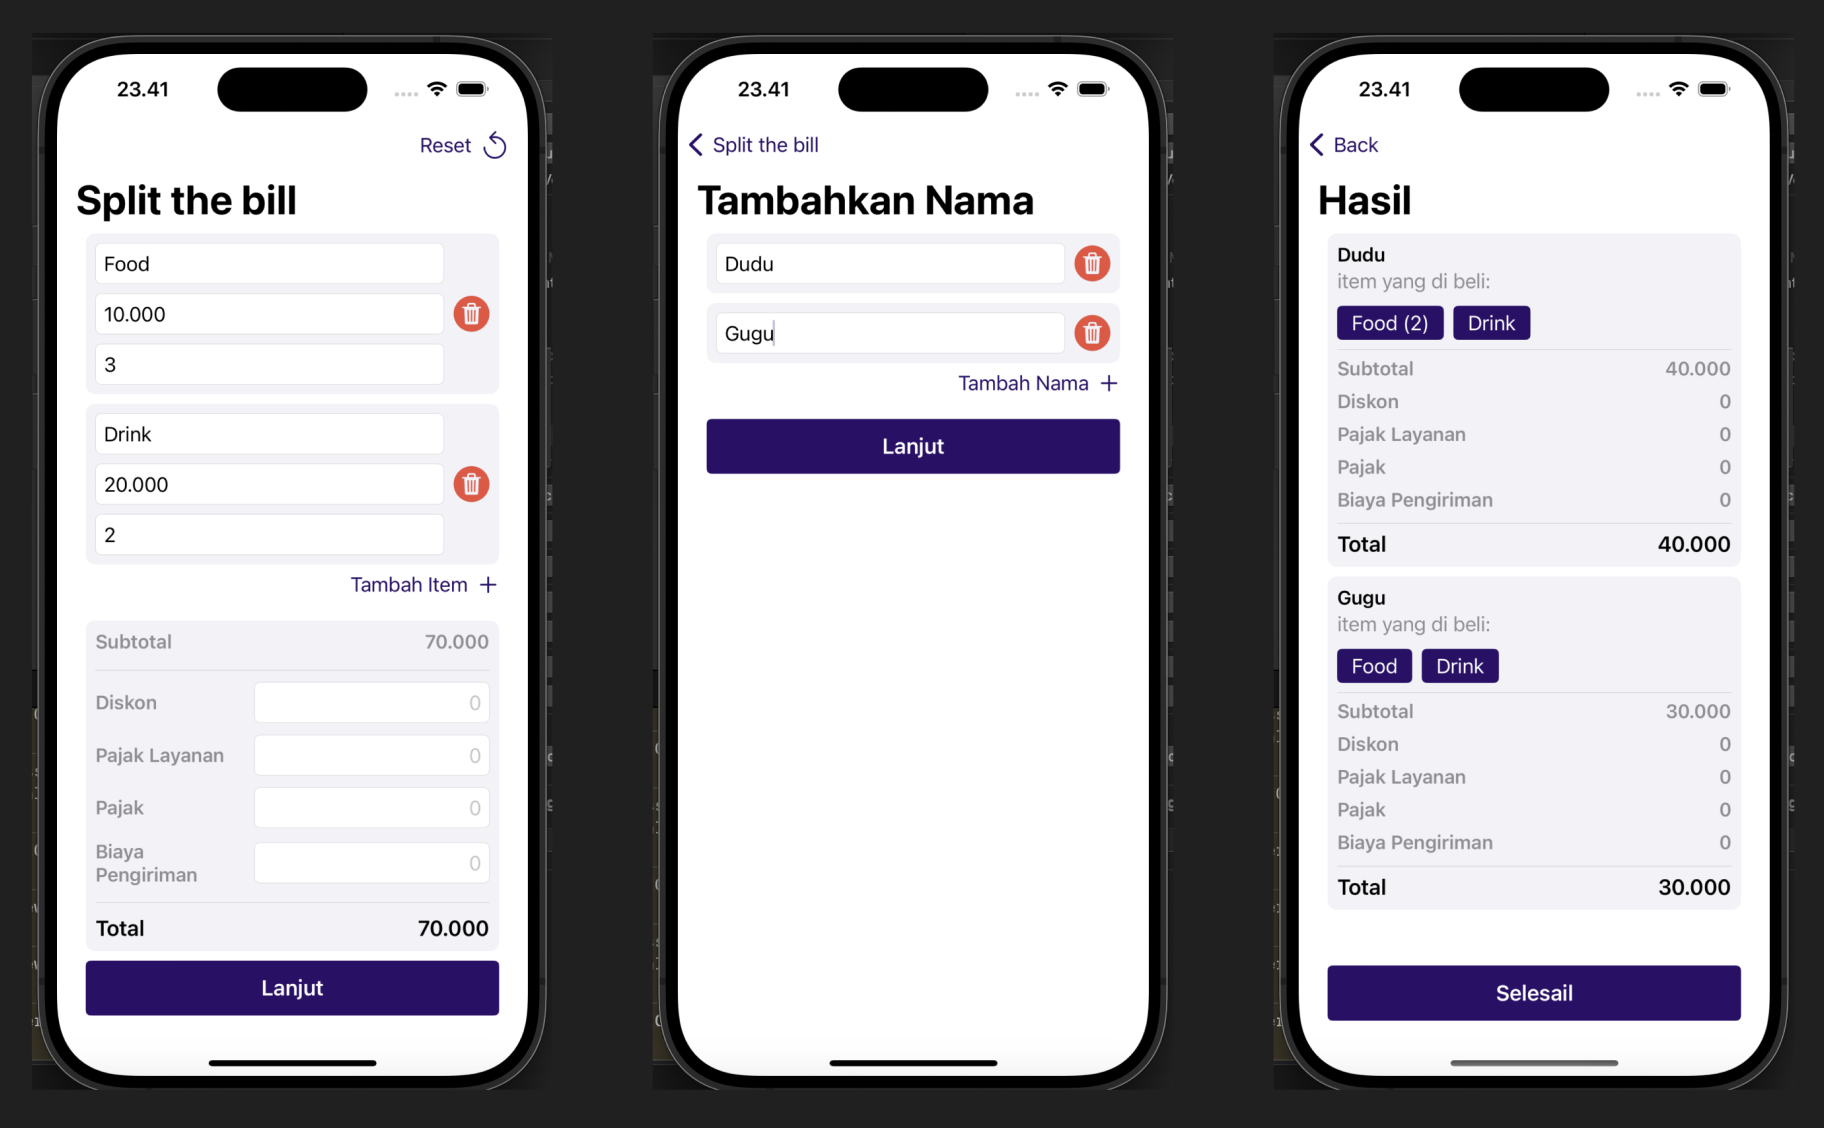 23.41
Reset
Split the bill
Food
10.000
3
Drink
20.000
2
Tambah Item +
Subtotal 70.000
Diskon 0
Pajak Layanan 0
Pajak 0
Biaya
Pengiriman 0
Total 70.000
Lanjut
23.41
Split the bill
Tambahkan Nama
Dudu
Gugu
Tambah Nama +
Lanjut
23.41
Back
Hasil
Dudu
item yang di beli:
Food (2) Drink
Subtotal 40.000
Diskon 0
Pajak Layanan 0
Pajak 0
Biaya Pengiriman 0
Total 40.000
Gugu
item yang di beli:
Food Drink
Subtotal 30.000
Diskon 0
Pajak Layanan 0
Pajak 0
Biaya Pengiriman 0
Total 30.000
Selesail